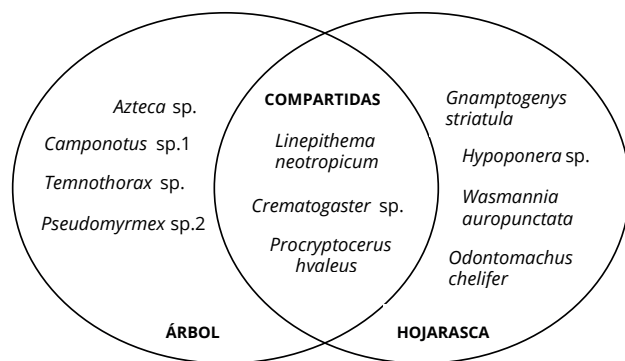 Azteca sp.
Camponotus sp.1
Temnothorax sp.
Pseudomyrmex sp.2
ÁRBOL
COMPARTIDAS
Linepithema
neotropicum
Crematogaster sp.
Procryptocerus
hvaleus
Gnamptogenys
striatula
Hypoponera sp.
Wasmannia
auropunctata
Odontomachus
chelifer
HOJARASCA